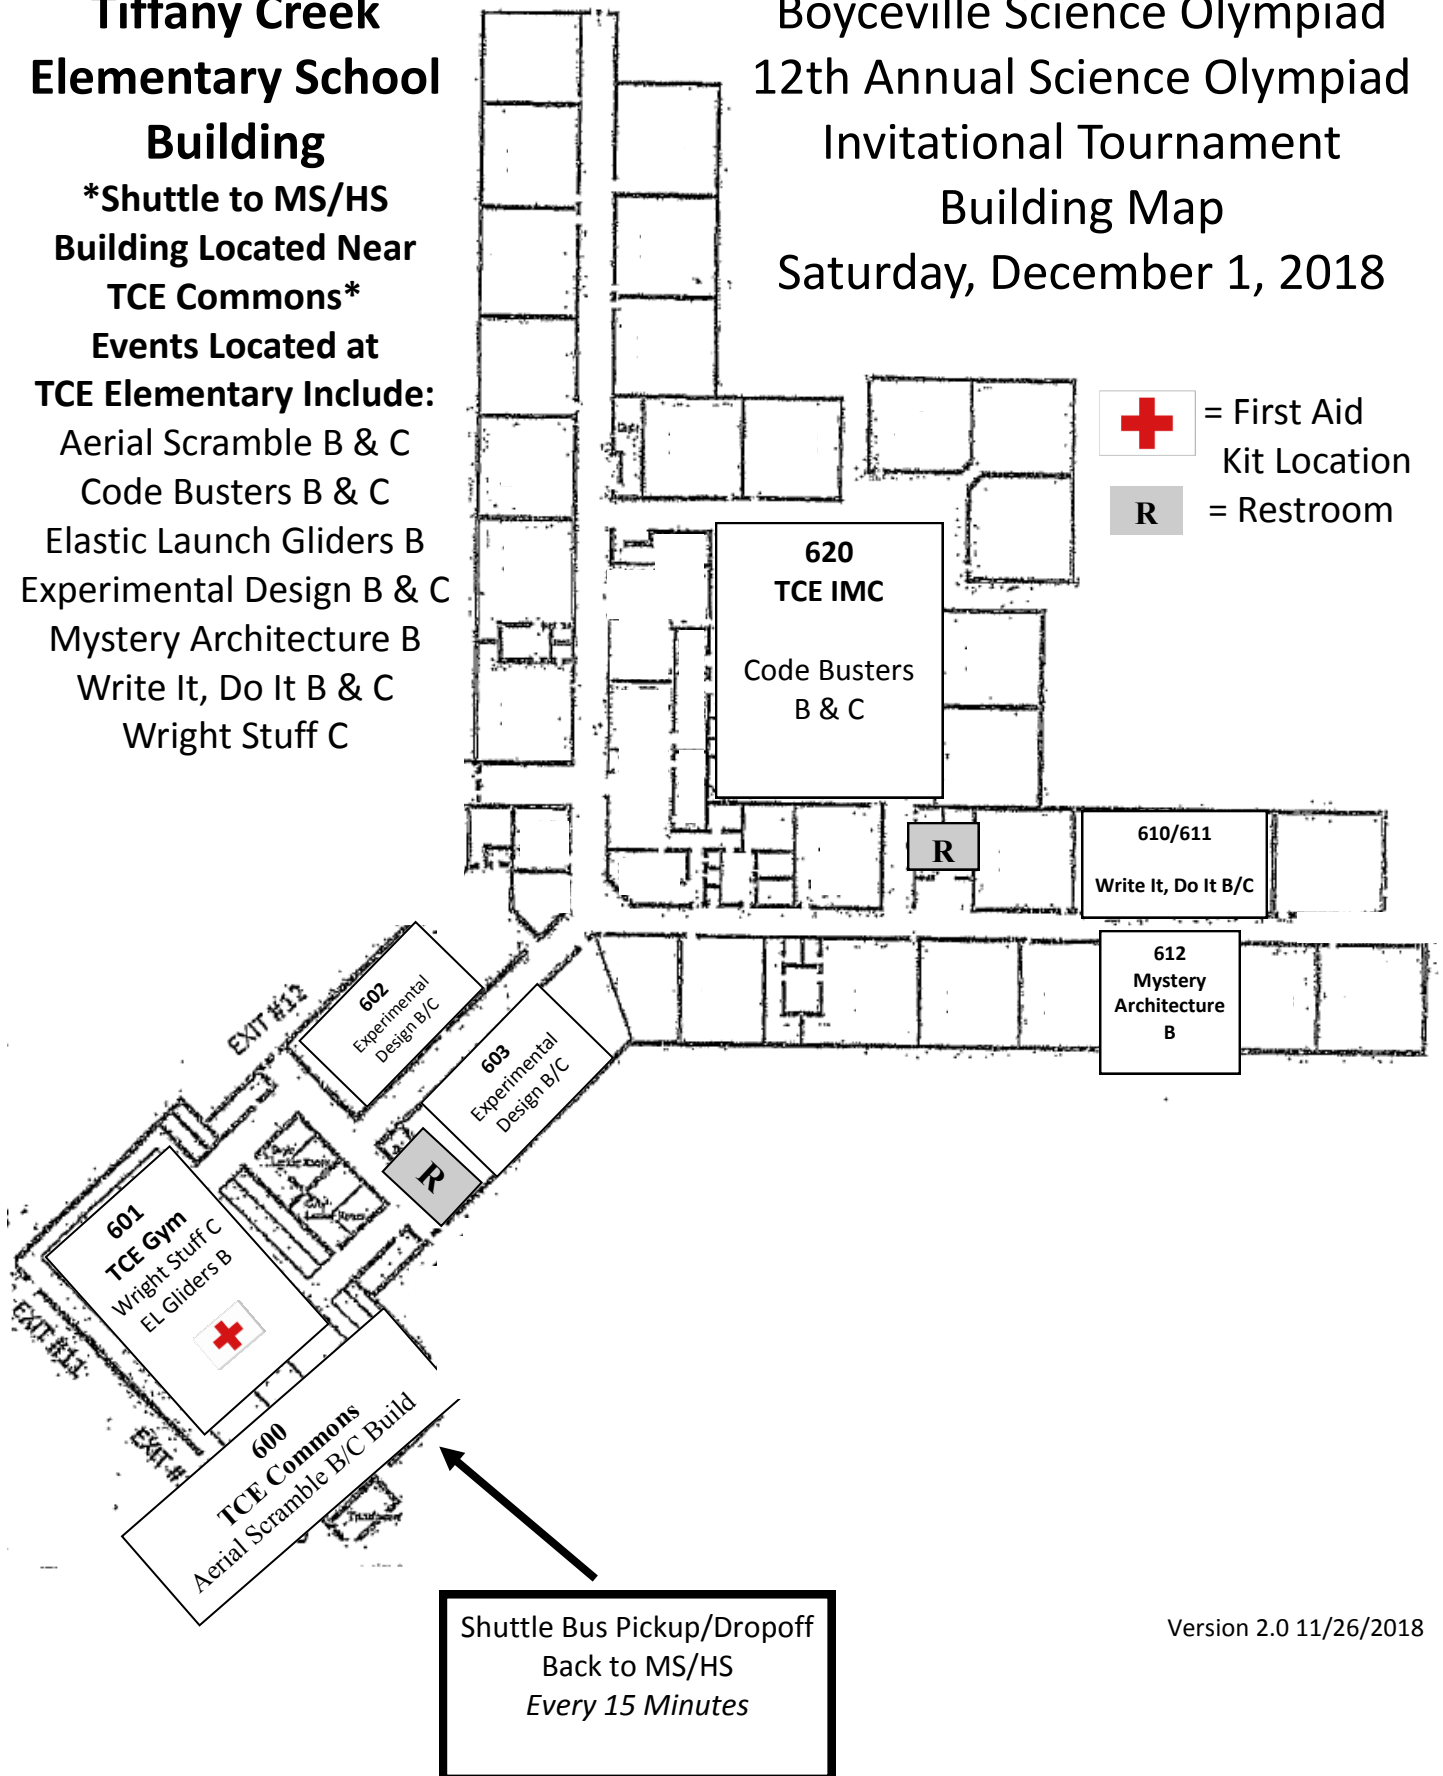 Tiffany Creek
Elementary School
Building
*Shuttle to MS/HS
Building Located Near
TCE Commons*
Events Located at
TCE Elementary Include:
Aerial Scramble B & C
Code Busters B & C
Elastic Launch Gliders B
Experimental Design B & C
Mystery Architecture B
Write It, Do It B & C
Wright Stuff C
Boyceville Science Olympiad
12th Annual Science Olympiad
Invitational Tournament
Building Map
Saturday, December 1, 2018
= First Aid
Kit Location
R = Restroom
620
TCE IMC
Code Busters
B & C
R
610/611
Write It, Do It B/C
612
Mystery
Architecture
B
602
Experimental
Design B/C
EXIT #12
603
Experimental
Design B/C
R
601
TCE Gym
Wright Stuff C
EL Gliders B
EXIT #11
EXIT #
600
TCE Commons
Aerial Scramble B/C Build
Shuttle Bus Pickup/Dropoff
Back to MS/HS
Every 15 Minutes
Version 2.0 11/26/2018